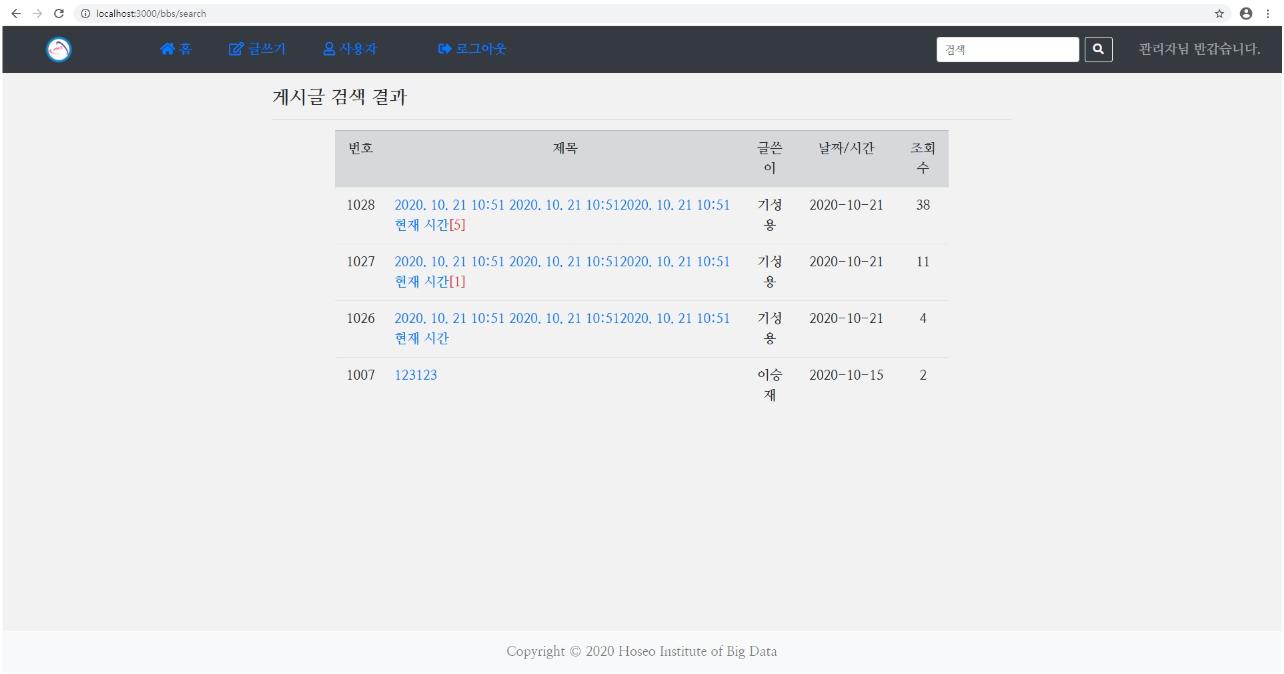 localhost:3000/bbs/search
홈 글쓰기 사용자 로그아웃 검색 관리자님 반갑습니다.
게시글 검색 결과
번호 제목 글쓴이 날짜/시간 조회수
1028 2020. 10. 21 10:51 2020. 10. 21 10:512020. 10. 21 10:51 기성용 2020-10-21 38
현재 시간[5]
1027 2020. 10. 21 10:51 2020. 10. 21 10:512020. 10. 21 10:51 기성용 2020-10-21 11
현재 시간[1]
1026 2020. 10. 21 10:51 2020. 10. 21 10:512020. 10. 21 10:51 기성용 2020-10-21 4
현재 시간
1007 123123 이승재 2020-10-15 2
Copyright © 2020 Hoseo Institute of Big Data